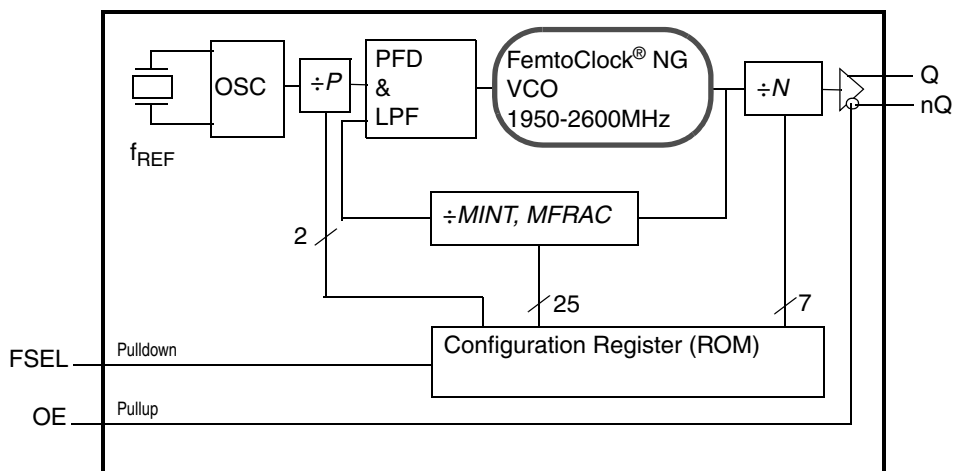 OSC
÷P
PFD
&
LPF
FemtoClock® NG
VCO
1950-2600MHz
÷N
Q
nQ
fREF
÷MINT, MFRAC
2
25
7
Configuration Register (ROM)
FSEL
Pulldown
OE
Pullup